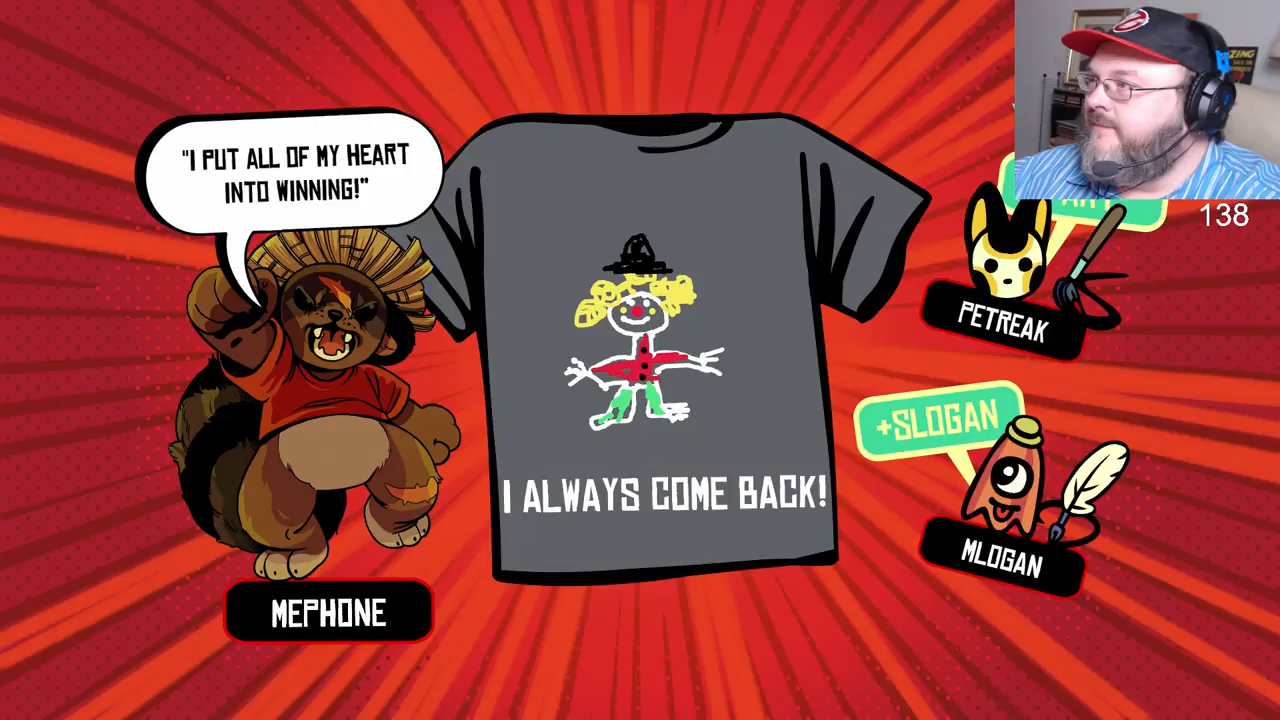 "I PUT ALL OF MY HEART
INTO WINNING!"
138
PETREAK
+SLOGAN
I ALWAYS COME BACK!
MLOGAN
MEPHONE